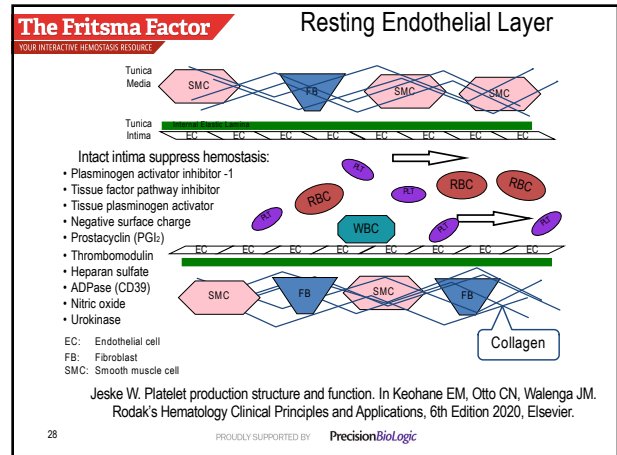 The Fritsma Factor
YOUR INTERACTIVE HEMOSTASIS RESOURCE
Resting Endothelial Layer
Tunica
Media
SMC
FB
SMC
SMC
Tunica
Intima
Internal Elastic Lamina
EC EC EC EC EC EC EC EC
Intact intima suppress hemostasis:
• Plasminogen activator inhibitor -1
• Tissue factor pathway inhibitor
• Tissue plasminogen activator
• Negative surface charge
• Prostacyclin (PGI₂)
• Thrombomodulin
• Heparan sulfate
• ADPase (CD39)
• Nitric oxide
• Urokinase
PLT
RBC
PLT
RBC
RBC
PLT
WBC
PLT
PLT
EC EC EC EC EC EC EC EC
SMC
FB
SMC
FB
Collagen
EC: Endothelial cell
FB: Fibroblast
SMC: Smooth muscle cell
Jeske W. Platelet production structure and function. In Keohane EM, Otto CN, Walenga JM.
Rodak's Hematology Clinical Principles and Applications, 6th Edition 2020, Elsevier.
28
PROUDLY SUPPORTED BY PrecisionBioLogic